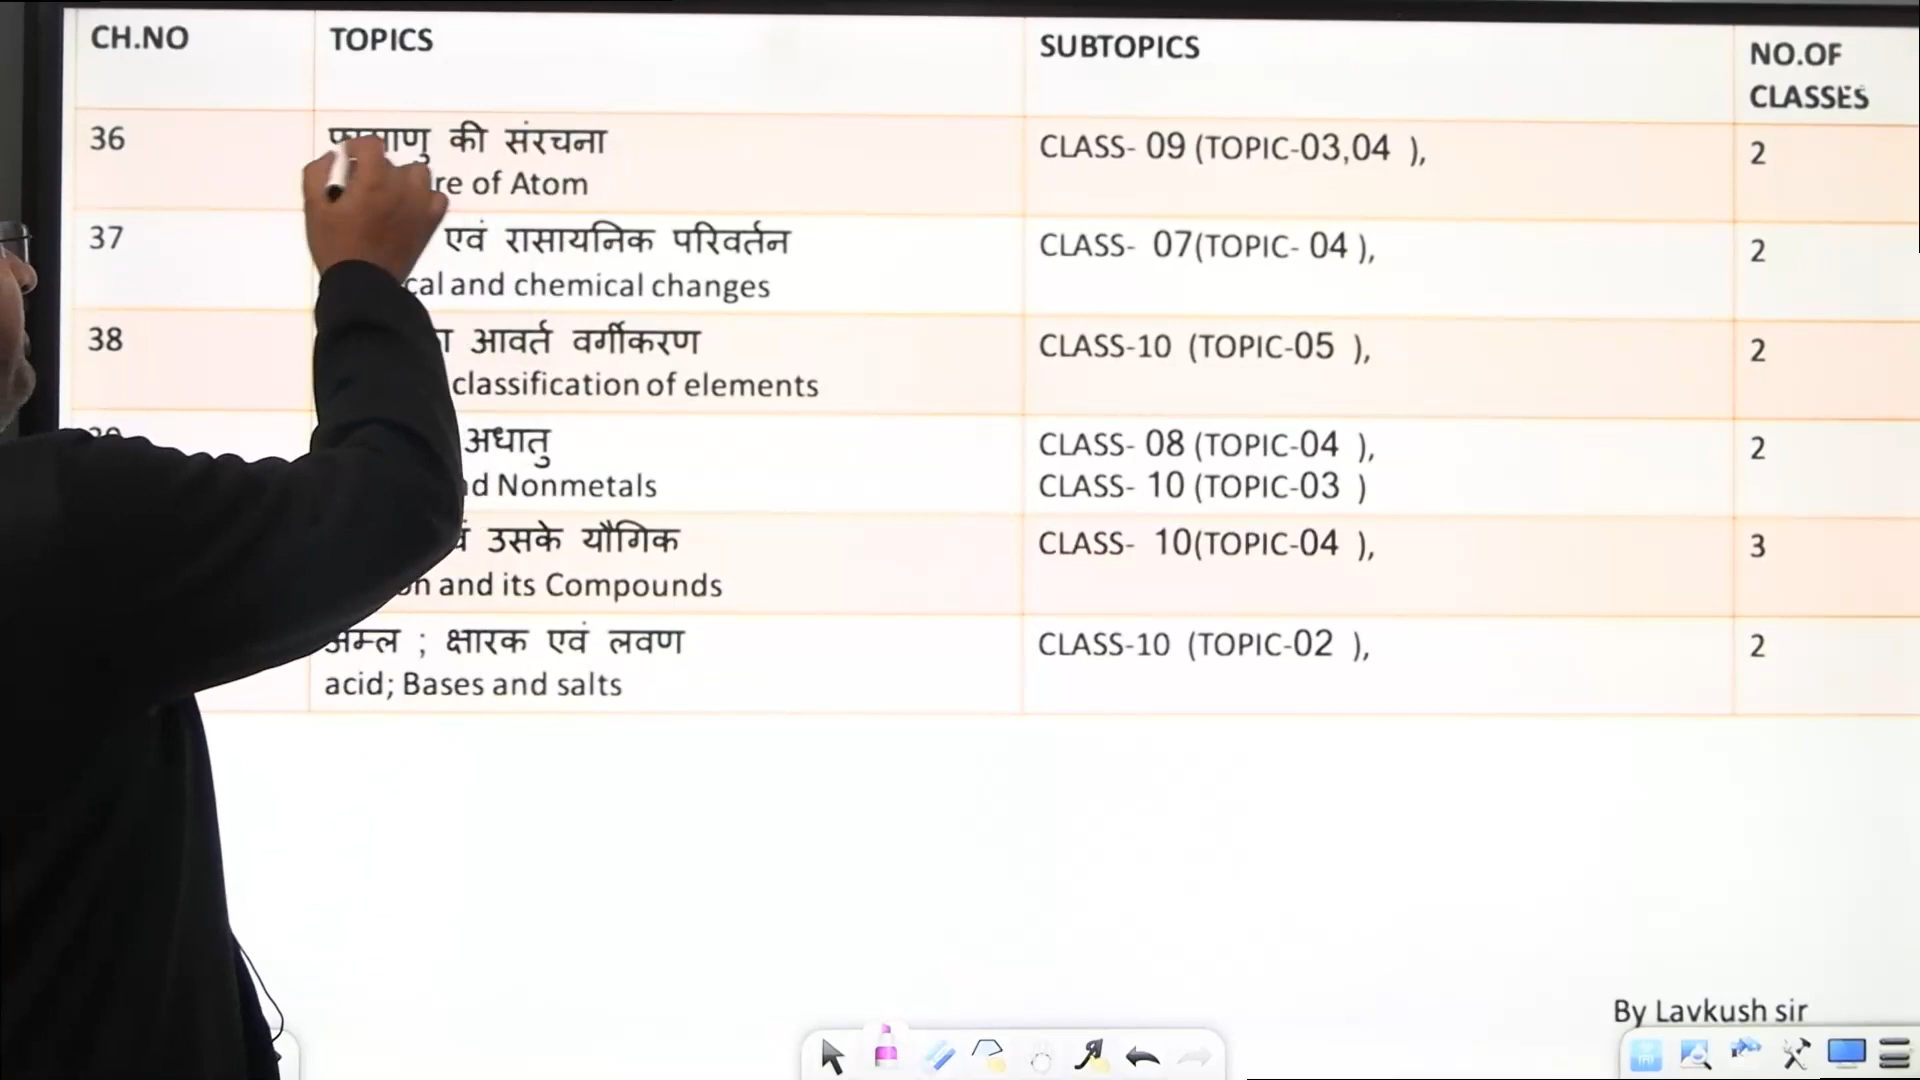 CH.NO TOPICS SUBTOPICS NO.OF CLASSES
36 की संरचना CLASS- 09 (TOPIC-03,04 ), 2
of Atom
37 एवं रासायनिक परिवर्तन CLASS- 07(TOPIC- 04 ), 2
and chemical changes
38 आवर्त वर्गीकरण CLASS-10 (TOPIC-05 ), 2
classification of elements
अधातु CLASS- 08 (TOPIC-04 ), 2
Nonmetals CLASS- 10 (TOPIC-03 )
उसके यौगिक CLASS- 10(TOPIC-04 ), 3
and its Compounds
अम्ल ; क्षारक एवं लवण CLASS-10 (TOPIC-02 ), 2
acid; Bases and salts
By Lavkush sir